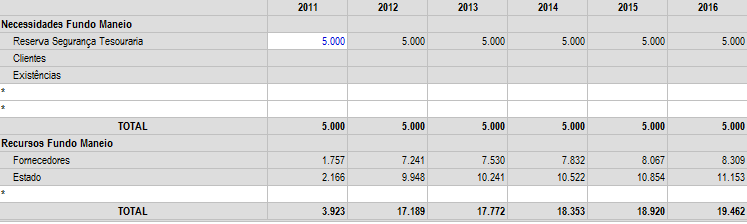 2011 2012 2013 2014 2015 2016
Necessidades Fundo Maneio
Reserva Segurança Tesouraria 5.000 5.000 5.000 5.000 5.000 5.000
Clientes
Existências
*
*
TOTAL 5.000 5.000 5.000 5.000 5.000 5.000
Recursos Fundo Maneio
Fornecedores 1.757 7.241 7.530 7.832 8.067 8.309
Estado 2.166 9.948 10.241 10.522 10.854 11.153
*
TOTAL 3.923 17.189 17.772 18.353 18.920 19.462